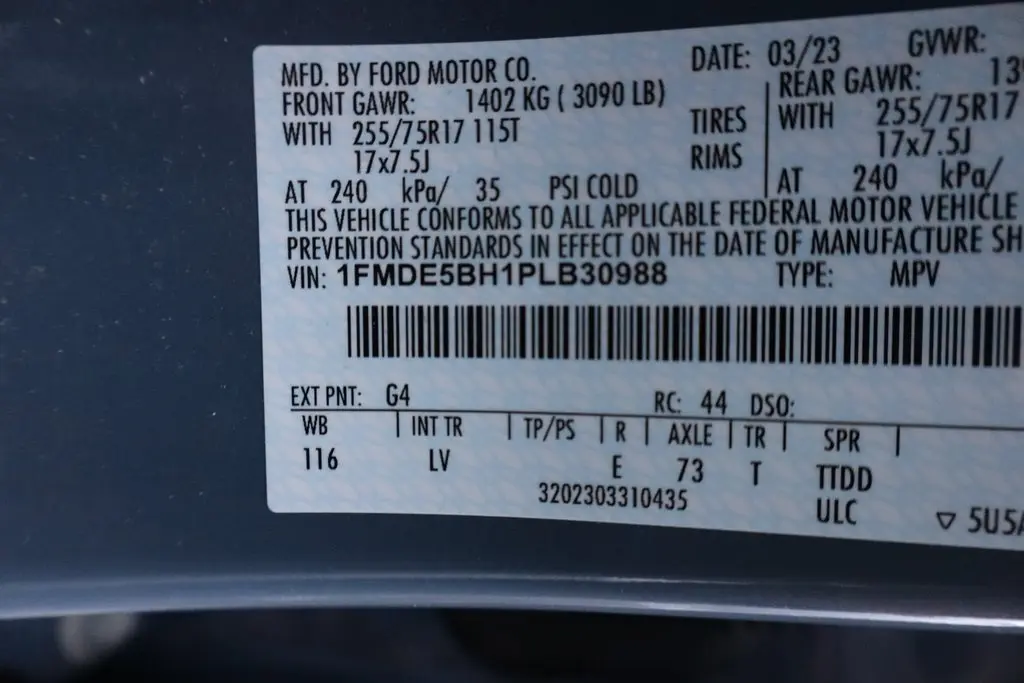 MFD. BY FORD MOTOR CO. DATE: 03/23 GVWR:
FRONT GAWR: 1402 KG ( 3090 LB) REAR GAWR: 139
WITH 255/75R17 115T TIRES WITH 255/75R17
17x7.5J RIMS 17x7.5J
AT 240 kPa/ 35 PSI COLD AT 240 kPa/
THIS VEHICLE CONFORMS TO ALL APPLICABLE FEDERAL MOTOR VEHICLE
PREVENTION STANDARDS IN EFFECT ON THE DATE OF MANUFACTURE SH
VIN: 1FMDE5BH1PLB30988 TYPE: MPV
EXT PNT: G4 RC: 44 DSO:
WB INT TR TP/PS R AXLE TR SPR
116 LV E 73 T TTDD
3202303310435 ULC ▽ 5U5A